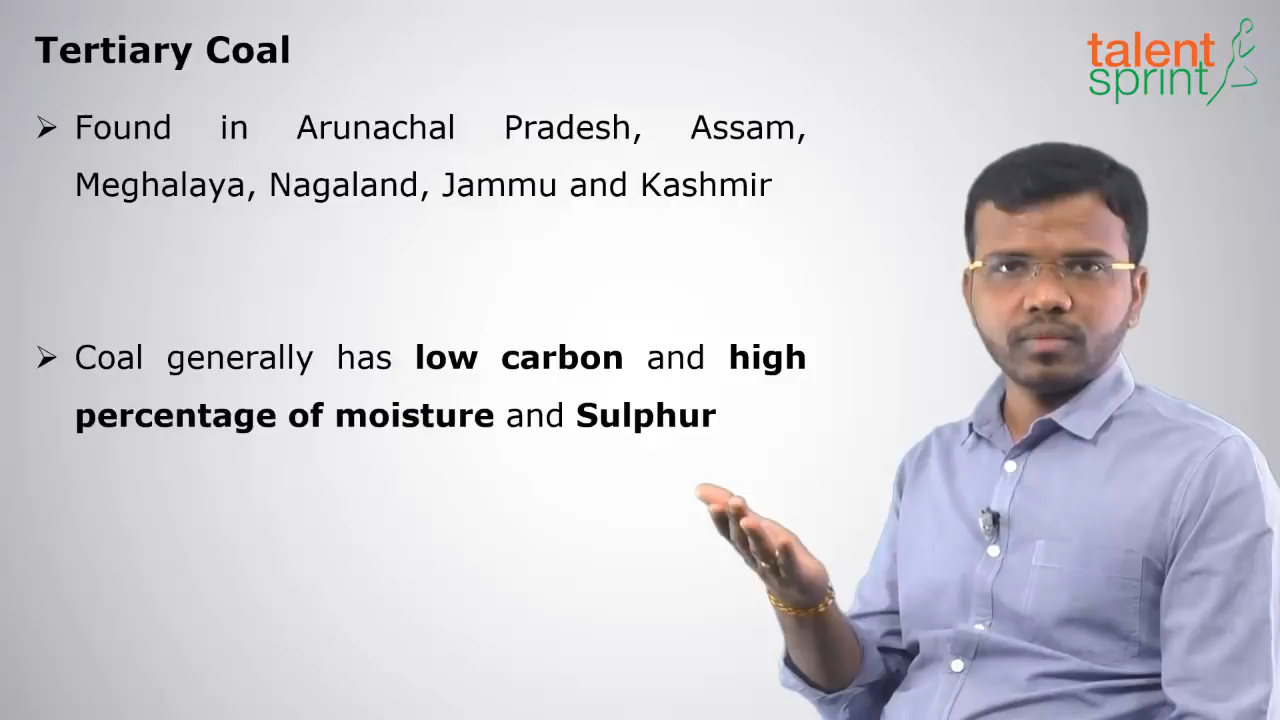 Tertiary Coal
talent
sprint
➢ Found in Arunachal Pradesh, Assam,
Meghalaya, Nagaland, Jammu and Kashmir
➢ Coal generally has low carbon and high
percentage of moisture and Sulphur